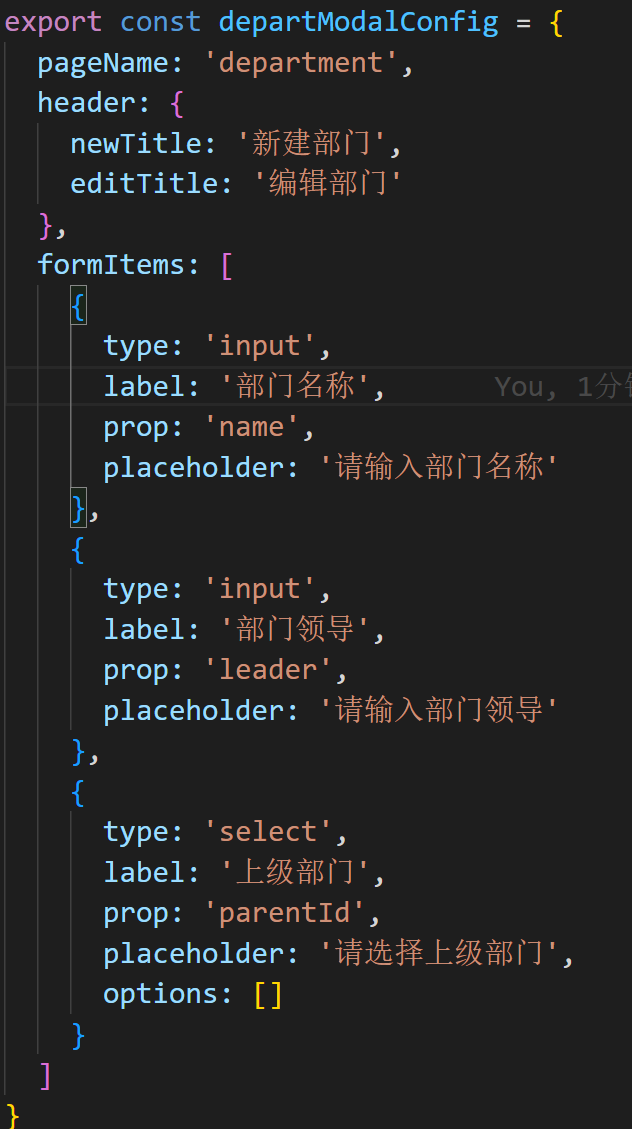 export const departModalConfig = {
  pageName: 'department',
  header: {
    newTitle: '新建部门',
    editTitle: '编辑部门'
  },
  formItems: [
    {
      type: 'input',
      label: '部门名称', You, 1分
      prop: 'name',
      placeholder: '请输入部门名称'
    },
    {
      type: 'input',
      label: '部门领导',
      prop: 'leader',
      placeholder: '请输入部门领导'
    },
    {
      type: 'select',
      label: '上级部门',
      prop: 'parentId',
      placeholder: '请选择上级部门',
      options: []
    }
  ]
}